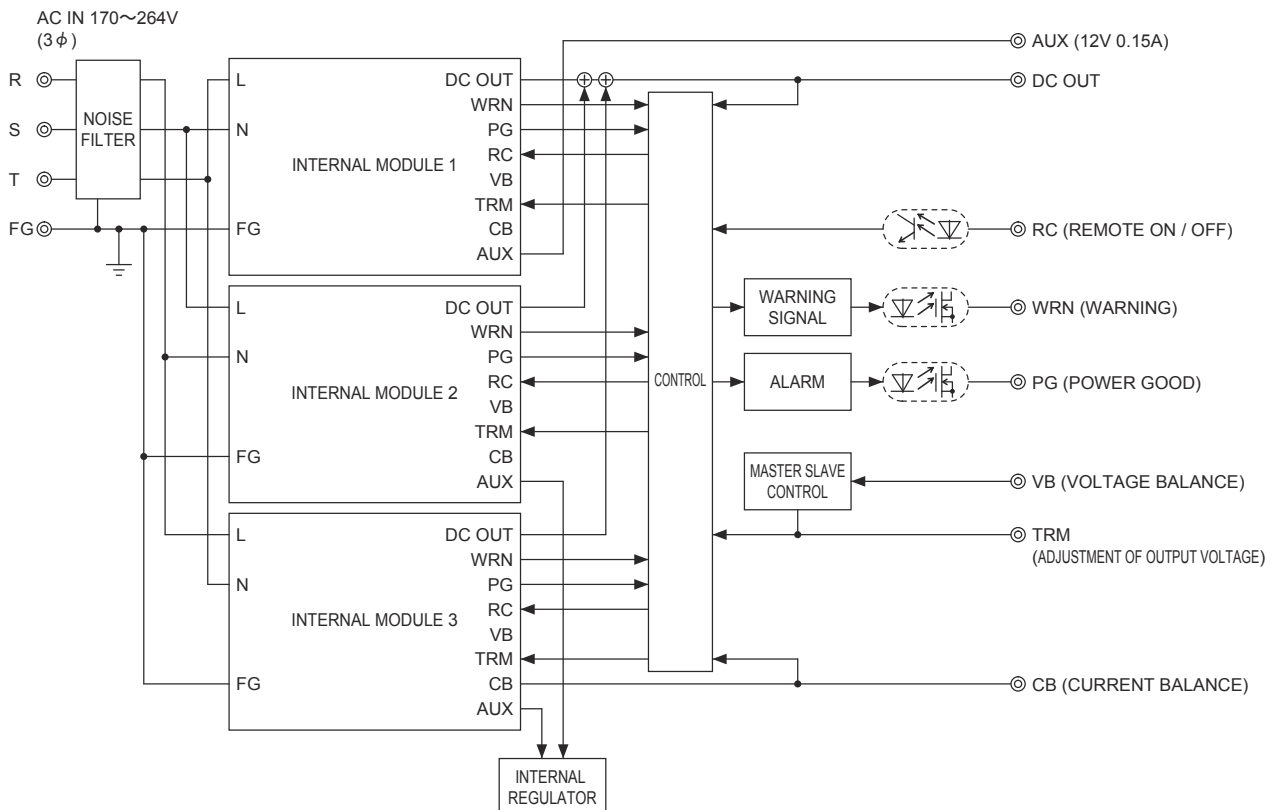 AC IN 170～264V
(3φ)
R
S
T
FG
NOISE
FILTER
L
N
FG
INTERNAL MODULE 1
DC OUT
WRN
PG
RC
VB
TRM
CB
AUX
L
N
FG
INTERNAL MODULE 2
DC OUT
WRN
PG
RC
VB
TRM
CB
AUX
L
N
FG
INTERNAL MODULE 3
DC OUT
WRN
PG
RC
VB
TRM
CB
AUX
INTERNAL
REGULATOR
CONTROL
WARNING
SIGNAL
ALARM
MASTER SLAVE
CONTROL
AUX (12V 0.15A)
DC OUT
RC (REMOTE ON / OFF)
WRN (WARNING)
PG (POWER GOOD)
VB (VOLTAGE BALANCE)
TRM
(ADJUSTMENT OF OUTPUT VOLTAGE)
CB (CURRENT BALANCE)